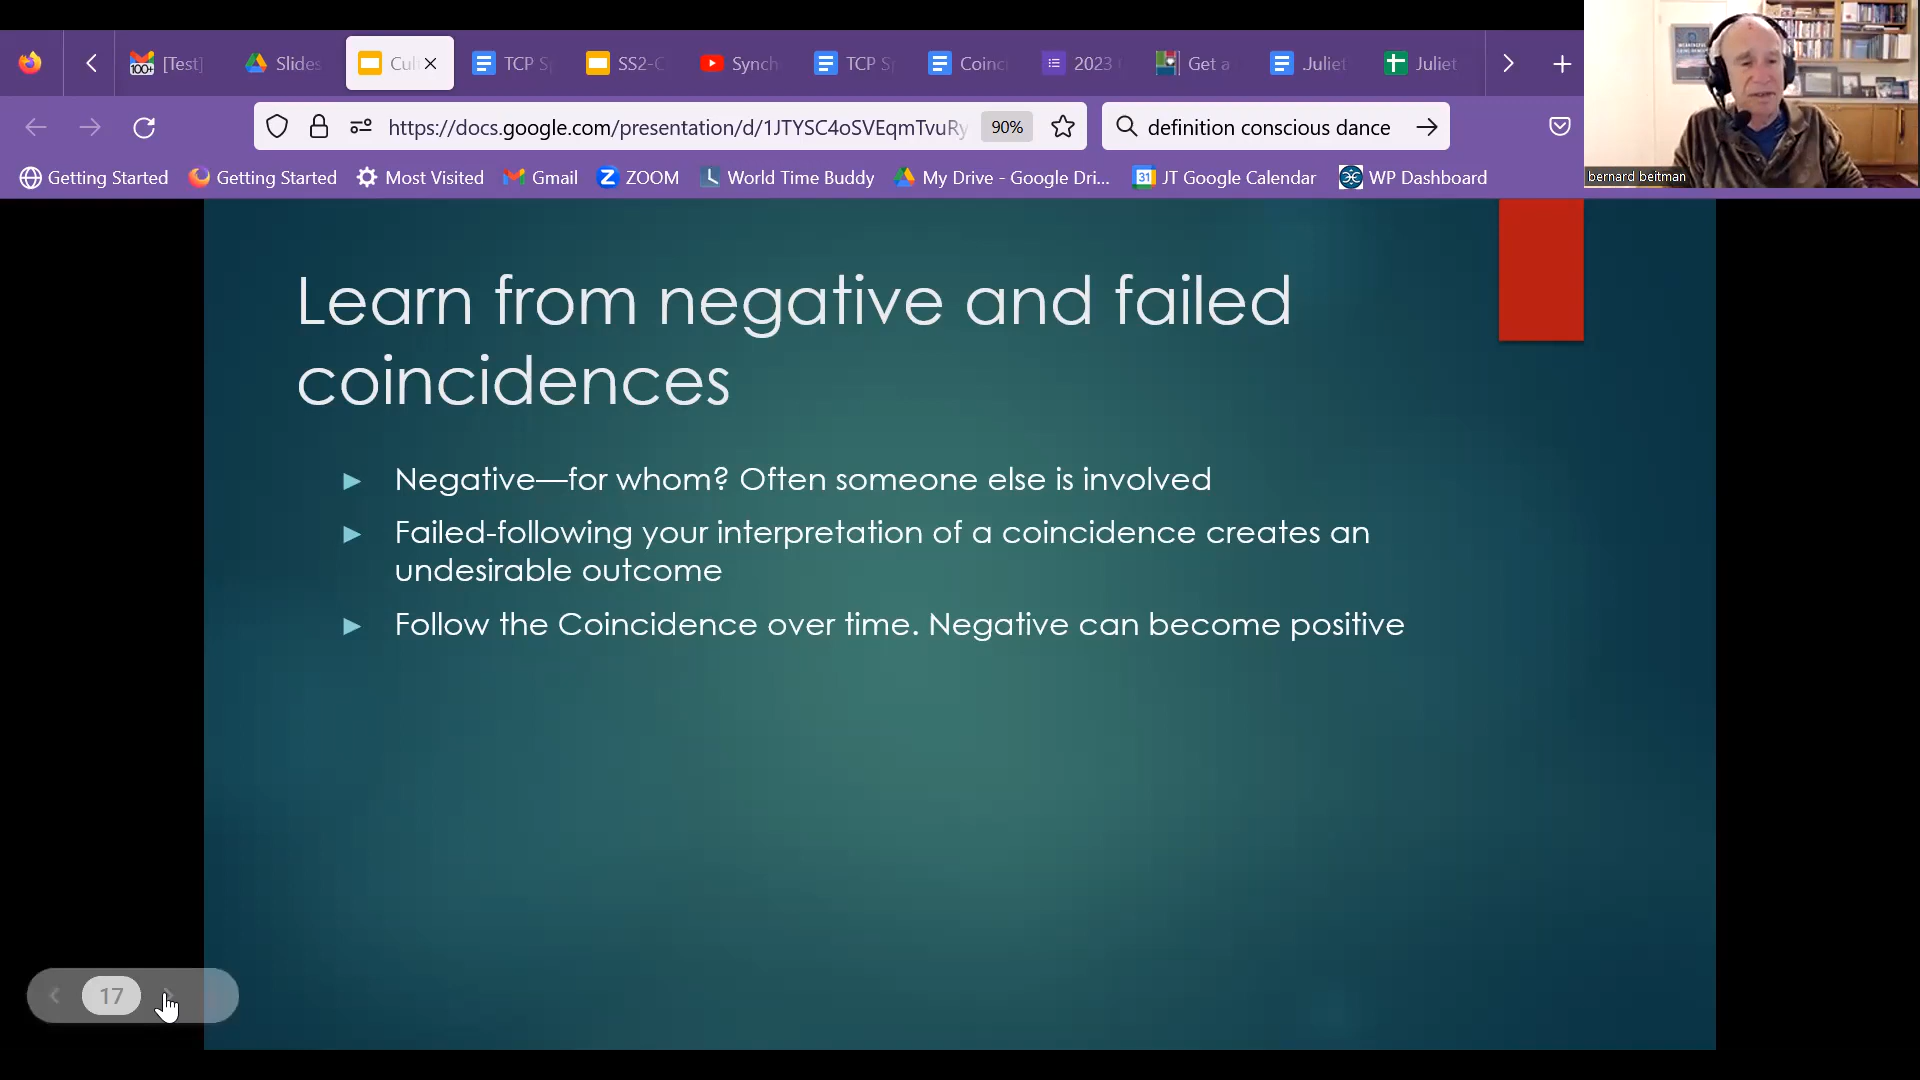 [Test]
Slides
Cul
TCP S
SS2-C
Synch
TCP S
Coinc
2023
Get a
Juliet
Juliet
https://docs.google.com/presentation/d/1JTYSC4oSVEqmTvuRy
90%
definition conscious dance
Getting Started
Getting Started
Most Visited
Gmail
ZOOM
World Time Buddy
My Drive - Google Dri...
31
JT Google Calendar
WP Dashboard
bernard beitman
Learn from negative and failed
coincidences
Negative—for whom? Often someone else is involved
Failed-following your interpretation of a coincidence creates an
undesirable outcome
Follow the Coincidence over time. Negative can become positive
17